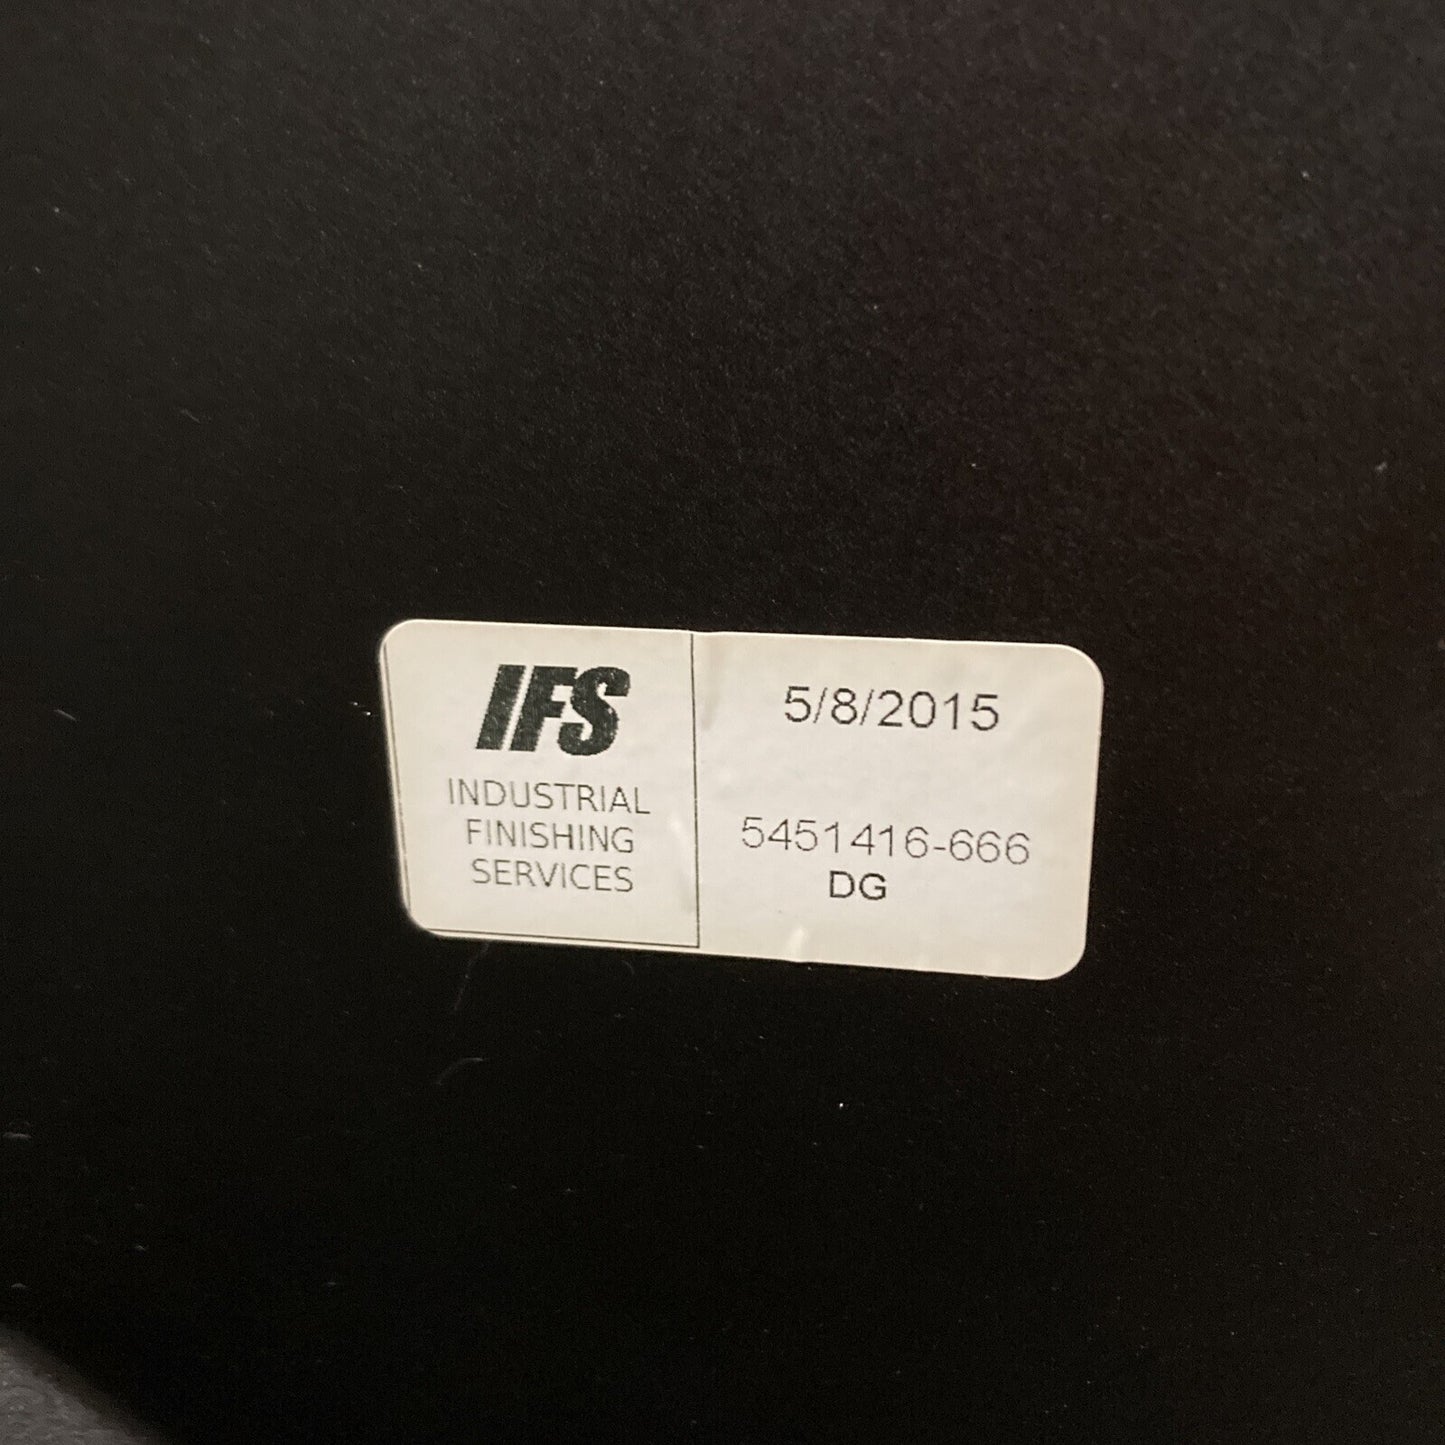 IFS
INDUSTRIAL
FINISHING
SERVICES
5/8/2015
5451416-666
DG